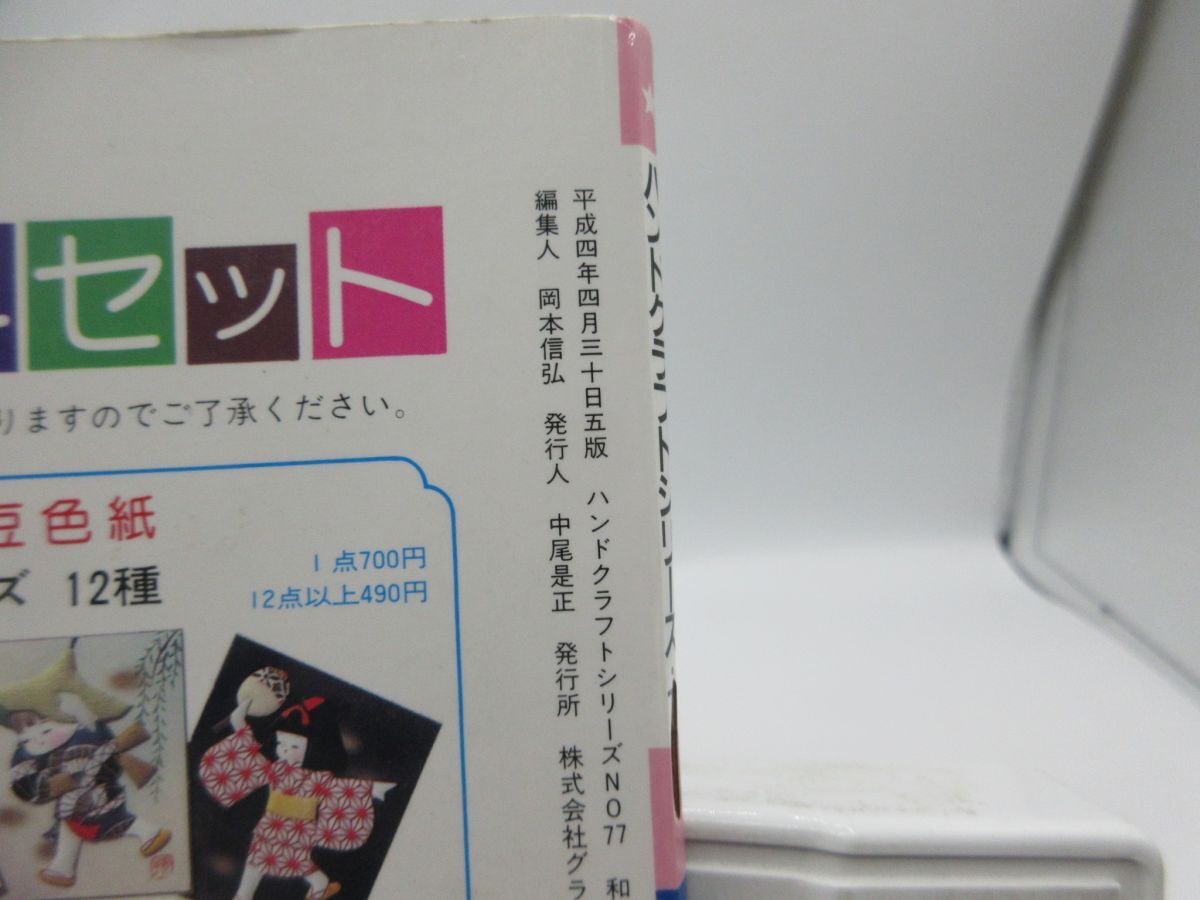 セット
りますのでご了承ください。
豆色紙
ズ 12種
1点700円
12点以上490円
平成四年四月三十日五版 ハンドクラフトシリーズNO77 和
編集人 岡本信弘 発行人 中尾是正 発行所 株式会社グラ
ハンドクラフトシリーズ